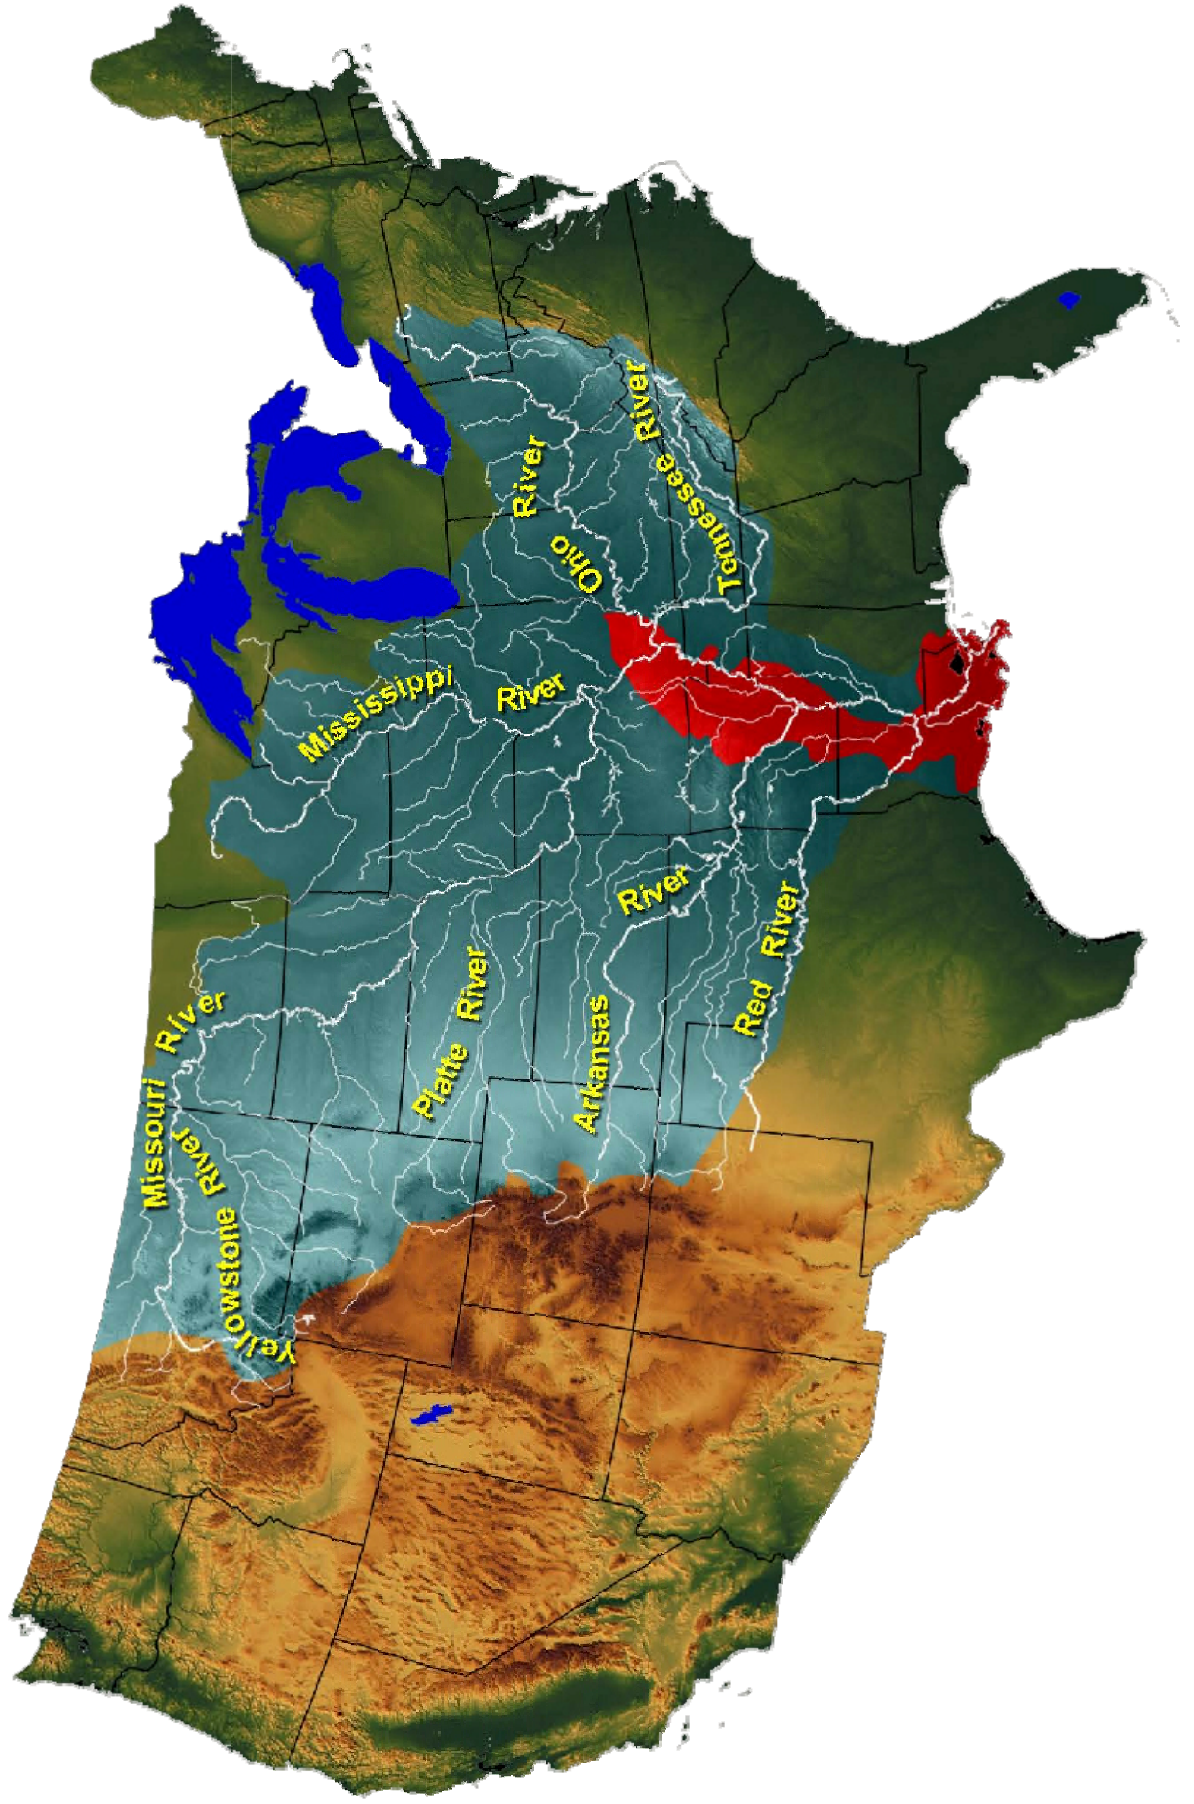 Tennessee River
Ohio River
Mississippi River
Arkansas River
Red River
Platte River
Missouri River
Yellowstone River